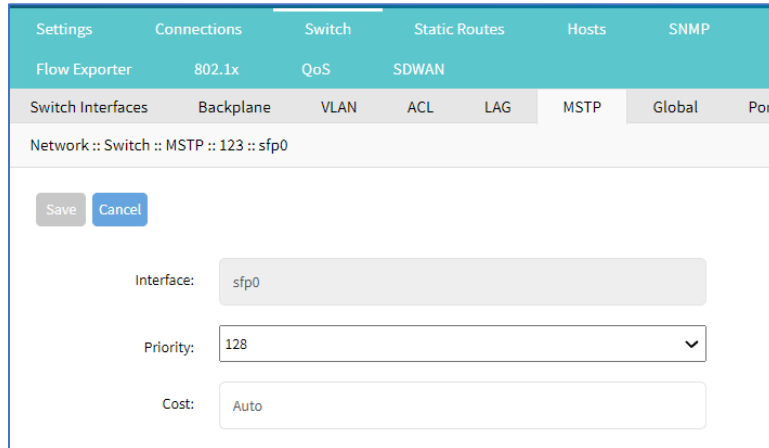 Settings Connections Switch Static Routes Hosts SNMP
Flow Exporter 802.1x QoS SDWAN
Switch Interfaces Backplane VLAN ACL LAG MSTP Global Por
Network :: Switch :: MSTP :: 123 :: sfp0
Save Cancel
Interface: sfp0
Priority: 128
Cost: Auto